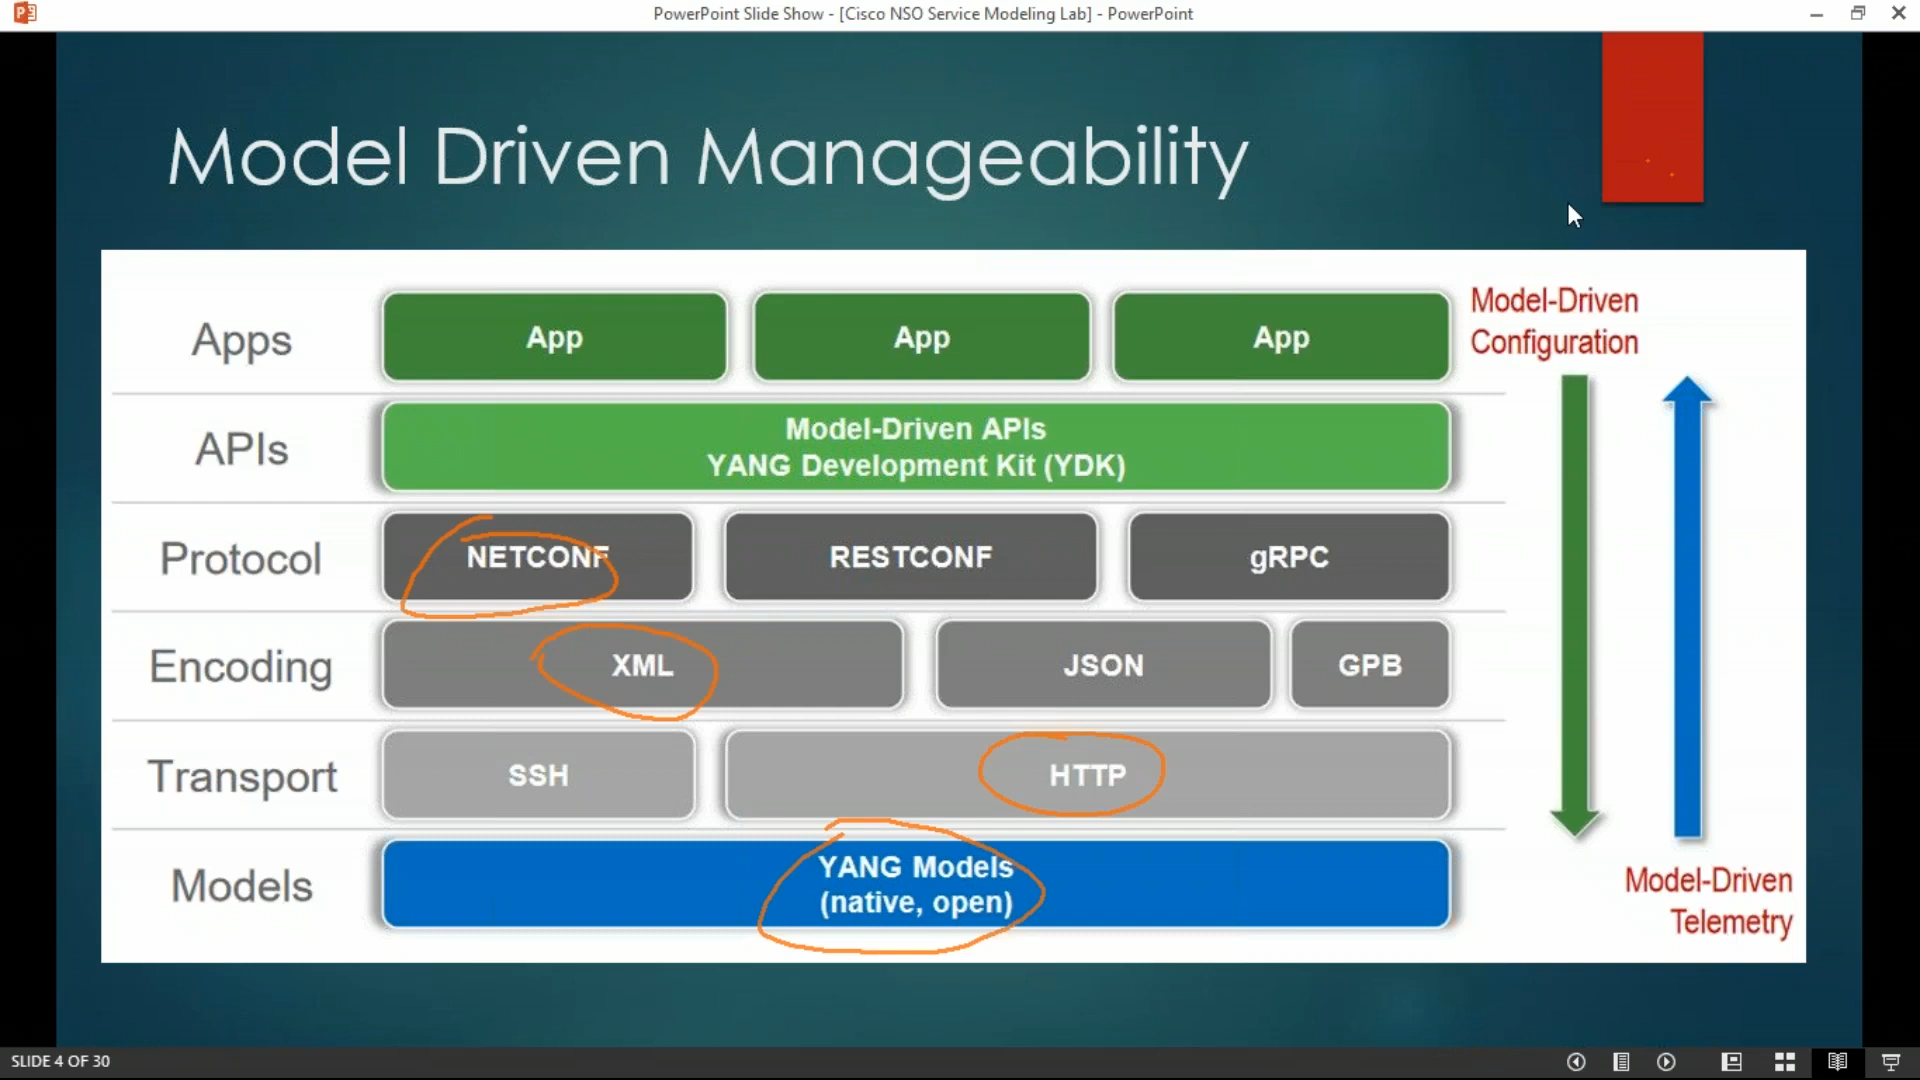 PowerPoint Slide Show - [Cisco NSO Service Modeling Lab] - PowerPoint
Model Driven Manageability
Apps
App
App
App
Model-Driven
Configuration
APIs
Model-Driven APIs
YANG Development Kit (YDK)
Protocol
NETCONF
RESTCONF
gRPC
Encoding
XML
JSON
GPB
Transport
SSH
HTTP
Models
YANG Models
(native, open)
Model-Driven
Telemetry
SLIDE 4 OF 30